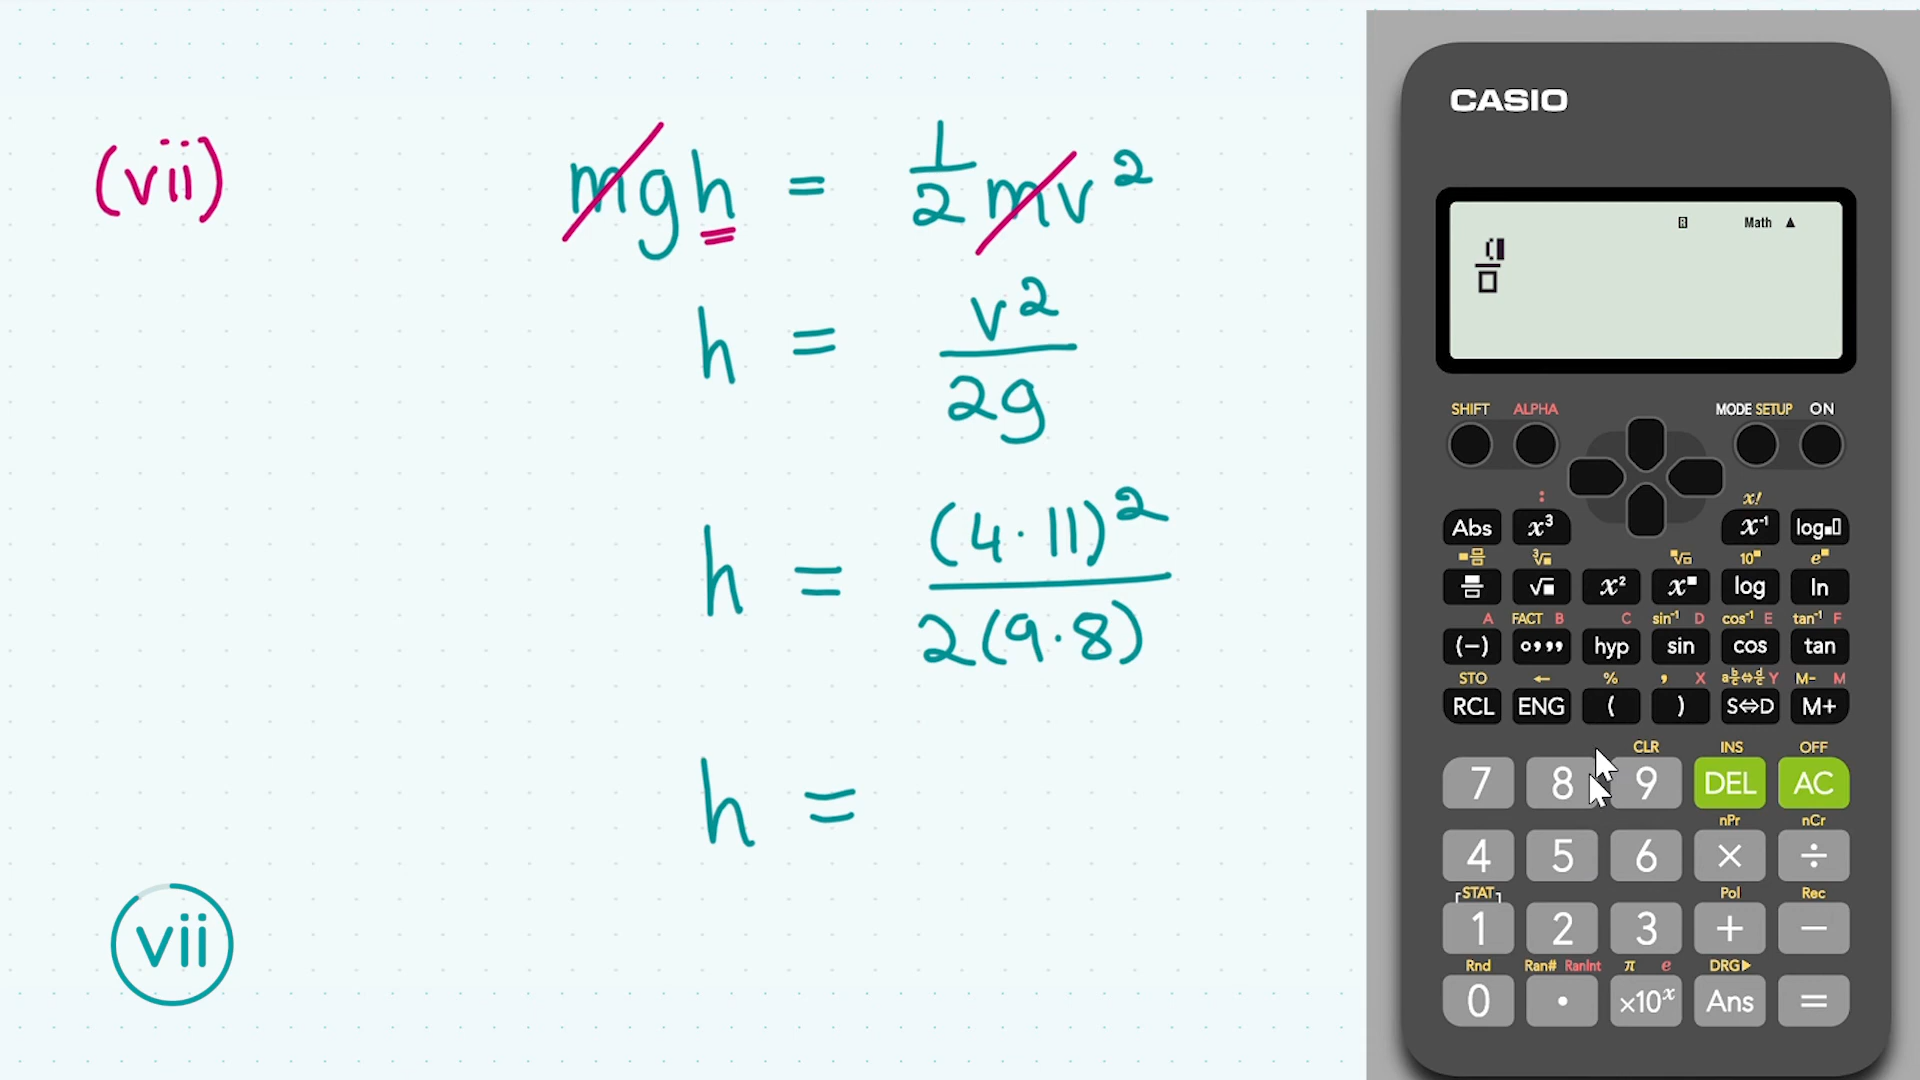 (vii)
mgh = 1/2 mv²
h = v²/2g
h = (4·11)²/2(9·8)
h =
vii
CASIO
R Math ▲
(
SHIFT ALPHA MODE SETUP ON
: x!
Abs x³ x⁻¹ log
³√ ˣ√ 10 e
√ x² x log ln
A FACT B C sin⁻¹ D cos⁻¹ E tan⁻¹ F
(−) °,,, hyp sin cos tan
STO ← % , X a b/c⇔d/c Y M− M
RCL ENG ( ) S⇔D M+
CLR INS OFF
7 8 9 DEL AC
nPr nCr
4 5 6 × ÷
STAT Pol Rec
1 2 3 + −
Rnd Ran# RanInt π e DRG▶
0 • ×10ˣ Ans =